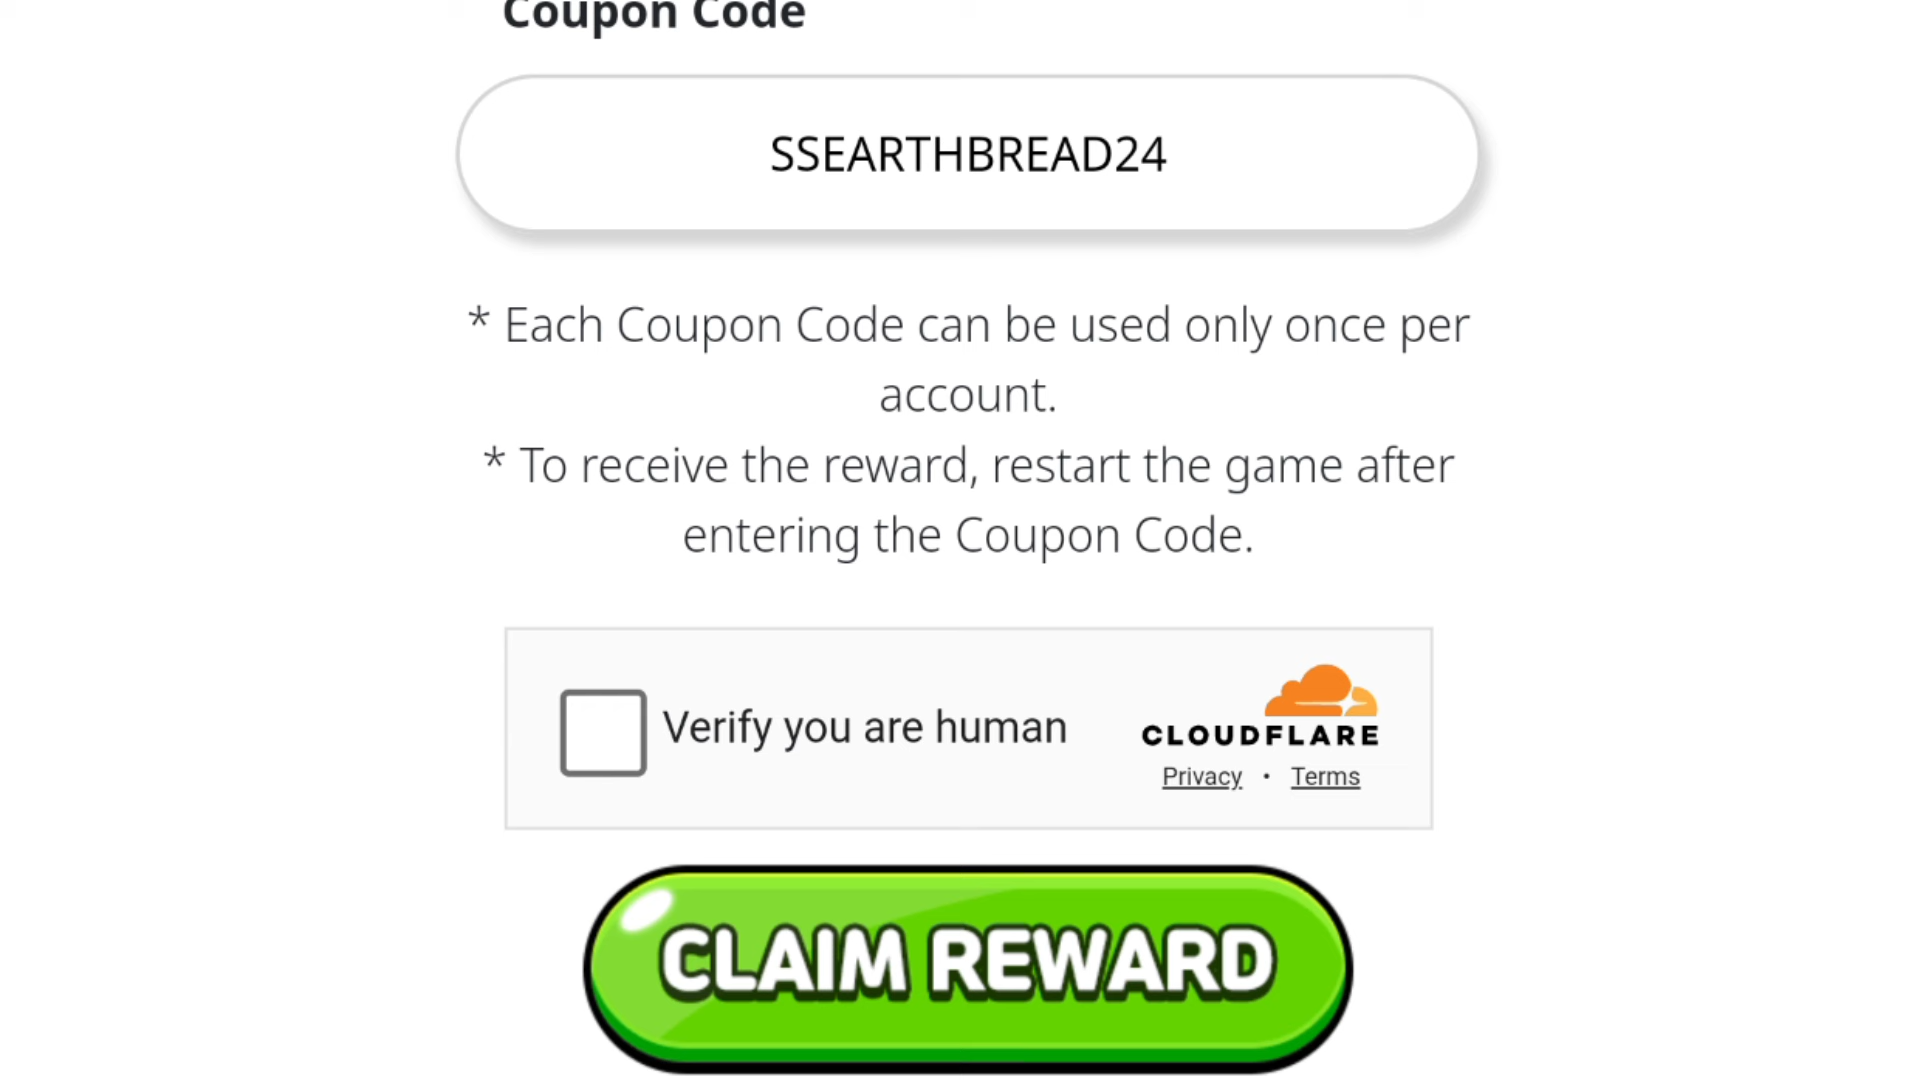 Coupon Code
SSEARTHBREAD24
* Each Coupon Code can be used only once per
account.
* To receive the reward, restart the game after
entering the Coupon Code.
Verify you are human
CLOUDFLARE
Privacy • Terms
CLAIM REWARD